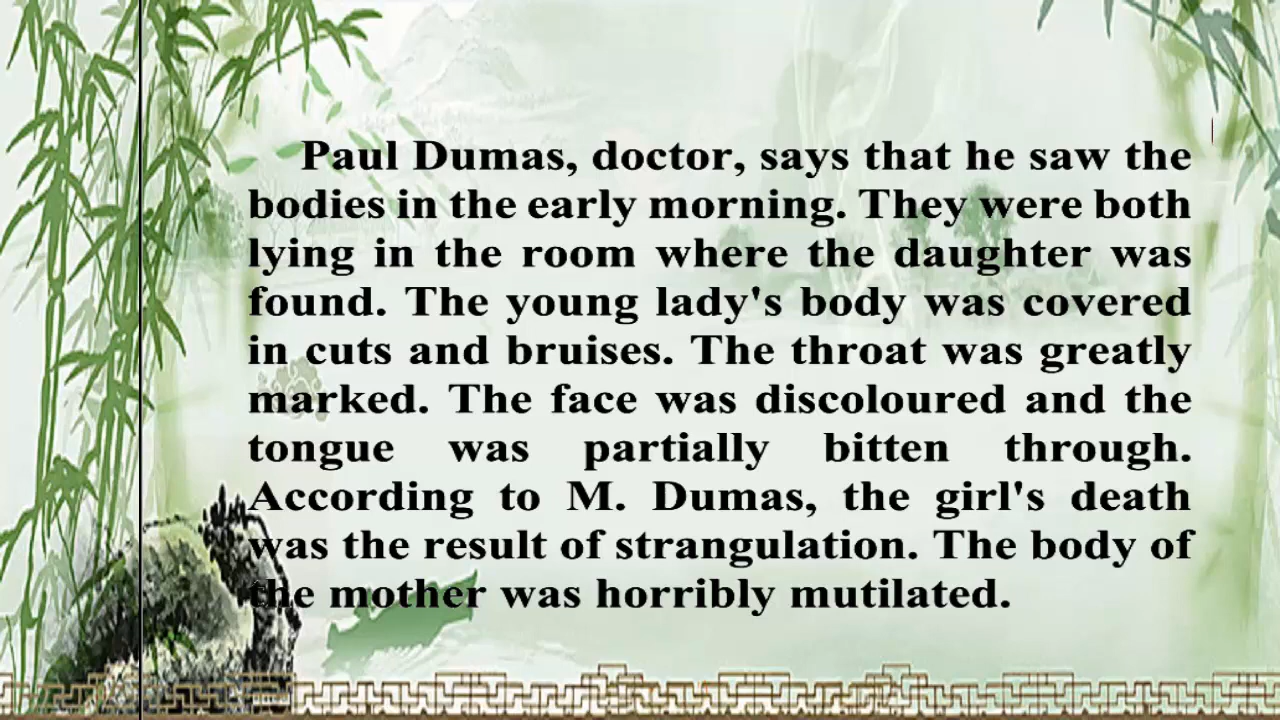 Paul Dumas, doctor, says that he saw the
bodies in the early morning. They were both
lying in the room where the daughter was
found. The young lady's body was covered
in cuts and bruises. The throat was greatly
marked. The face was discoloured and the
tongue was partially bitten through.
According to M. Dumas, the girl's death
was the result of strangulation. The body of
the mother was horribly mutilated.